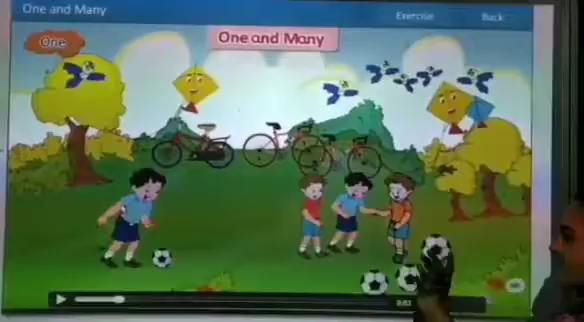 One and Many
Exercise
Back
One
One and Many